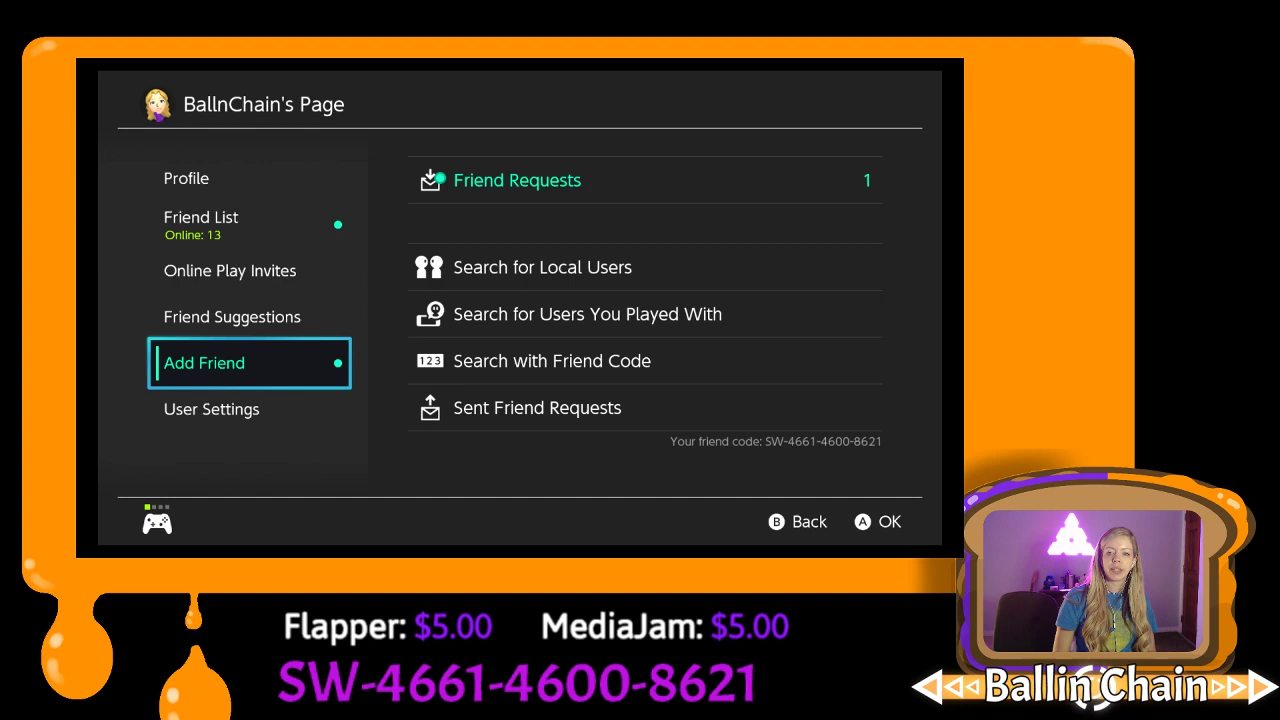 BallnChain's Page
Profile
Friend List
Online: 13
Online Play Invites
Friend Suggestions
Add Friend
User Settings
Friend Requests 1
Search for Local Users
Search for Users You Played With
123 Search with Friend Code
Sent Friend Requests
Your friend code: SW-4661-4600-8621
B Back A OK
Flapper: $5.00 MediaJam: $5.00
SW-4661-4600-8621
Ballin Chain